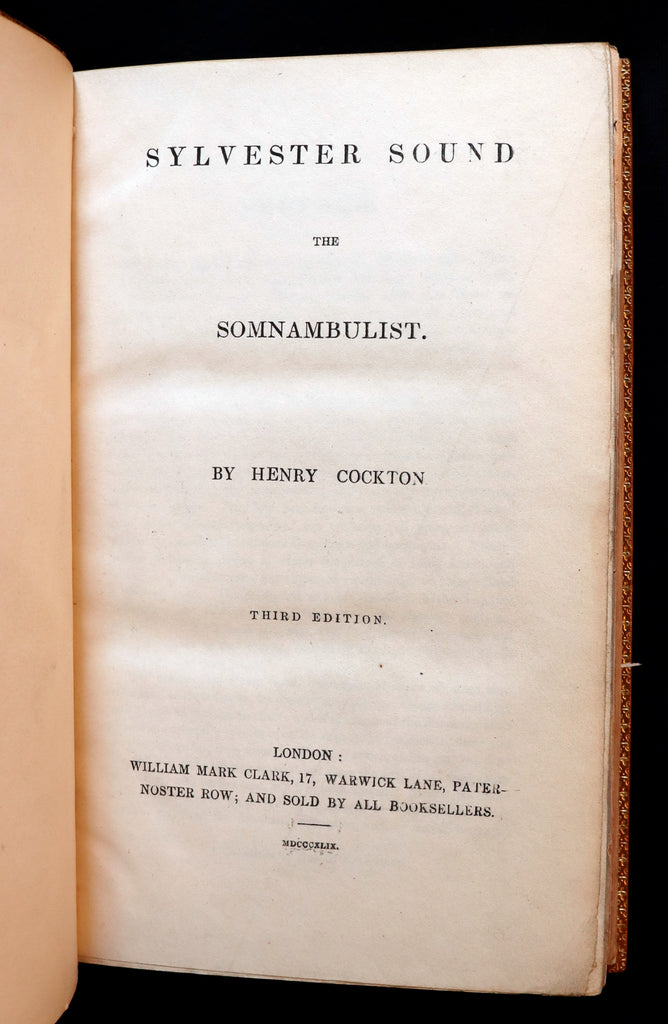 SYLVESTER SOUND
THE
SOMNAMBULIST.
BY HENRY COCKTON
THIRD EDITION.
LONDON :
WILLIAM MARK CLARK, 17, WARWICK LANE, PATER-
NOSTER ROW; AND SOLD BY ALL BOOKSELLERS.
MDCCCXLIX.